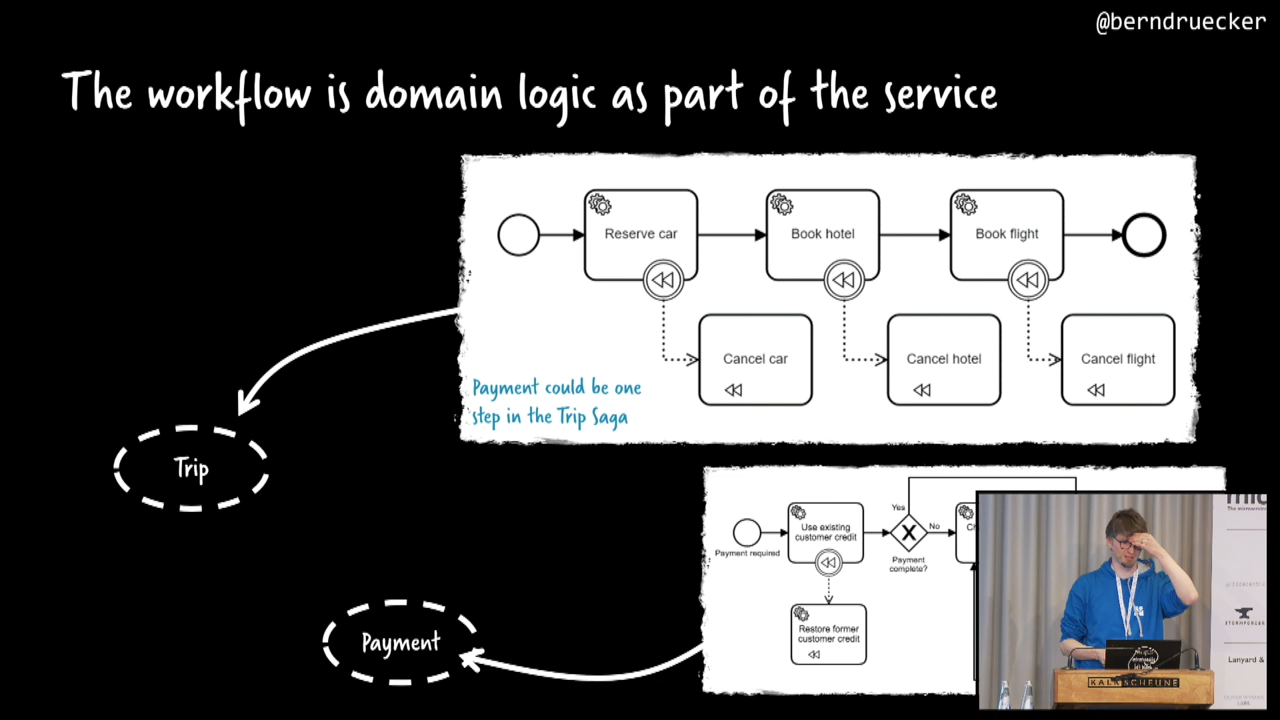 @berndruecker
The workflow is domain logic as part of the service
Reserve car
Book hotel
Book flight
Cancel car
Cancel hotel
Cancel flight
Payment could be one
step in the Trip Saga
Trip
Yes
Use existing
customer credit
No
Payment required
Payment
complete?
Restore former
customer credit
Payment
STORMFORGER
Lanyard &
KALKSCHEUNE